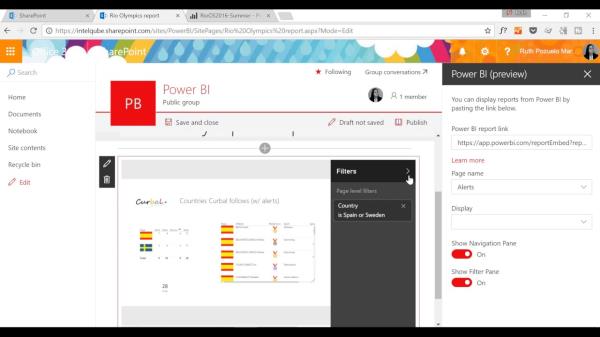 SharePoint
Rio Olympics report
RioOS2016-Summer - P
https://intelqube.sharepoint.com/sites/PowerBI/SitePages/Rio%20Olympics%20report.aspx?Mode=Edit
Office 3
SharePoint
Ruth Pozuelo Mar
Search
Home
Documents
Notebook
Site contents
Recycle bin
Edit
PB
Power BI
Public group
Following
Group conversations
1 member
Save and close
Draft not saved
Publish
Curbal
Countries Curbal follows (w/ alerts)
28
Filters
Page level filters
Country
is Spain or Sweden
Power BI (preview)
You can display reports from Power BI by
pasting the link below.
Power BI report link
https://app.powerbi.com/reportEmbed?rep...
Learn more
Page name
Alerts
Display
Show Navigation Pane
On
Show Filter Pane
On